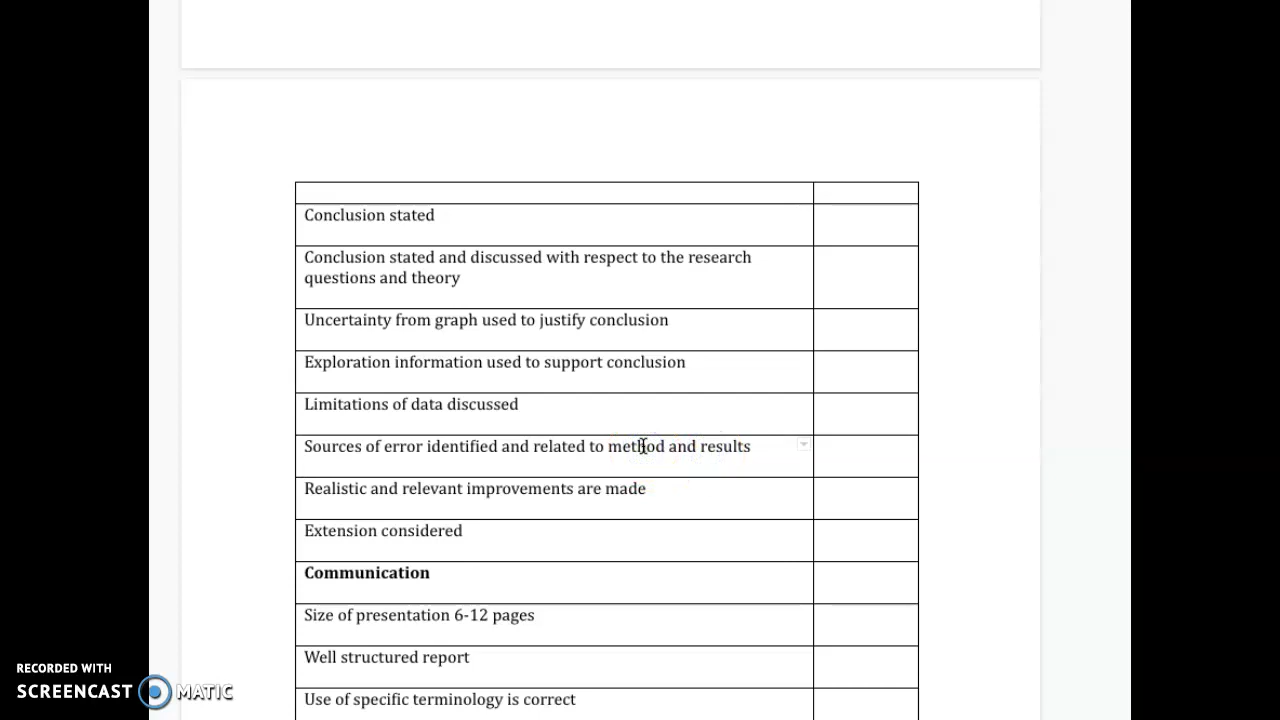 Conclusion stated
Conclusion stated and discussed with respect to the research
questions and theory
Uncertainty from graph used to justify conclusion
Exploration information used to support conclusion
Limitations of data discussed
Sources of error identified and related to method and results
Realistic and relevant improvements are made
Extension considered
Communication
Size of presentation 6-12 pages
Well structured report
Use of specific terminology is correct
RECORDED WITH
SCREENCAST MATIC